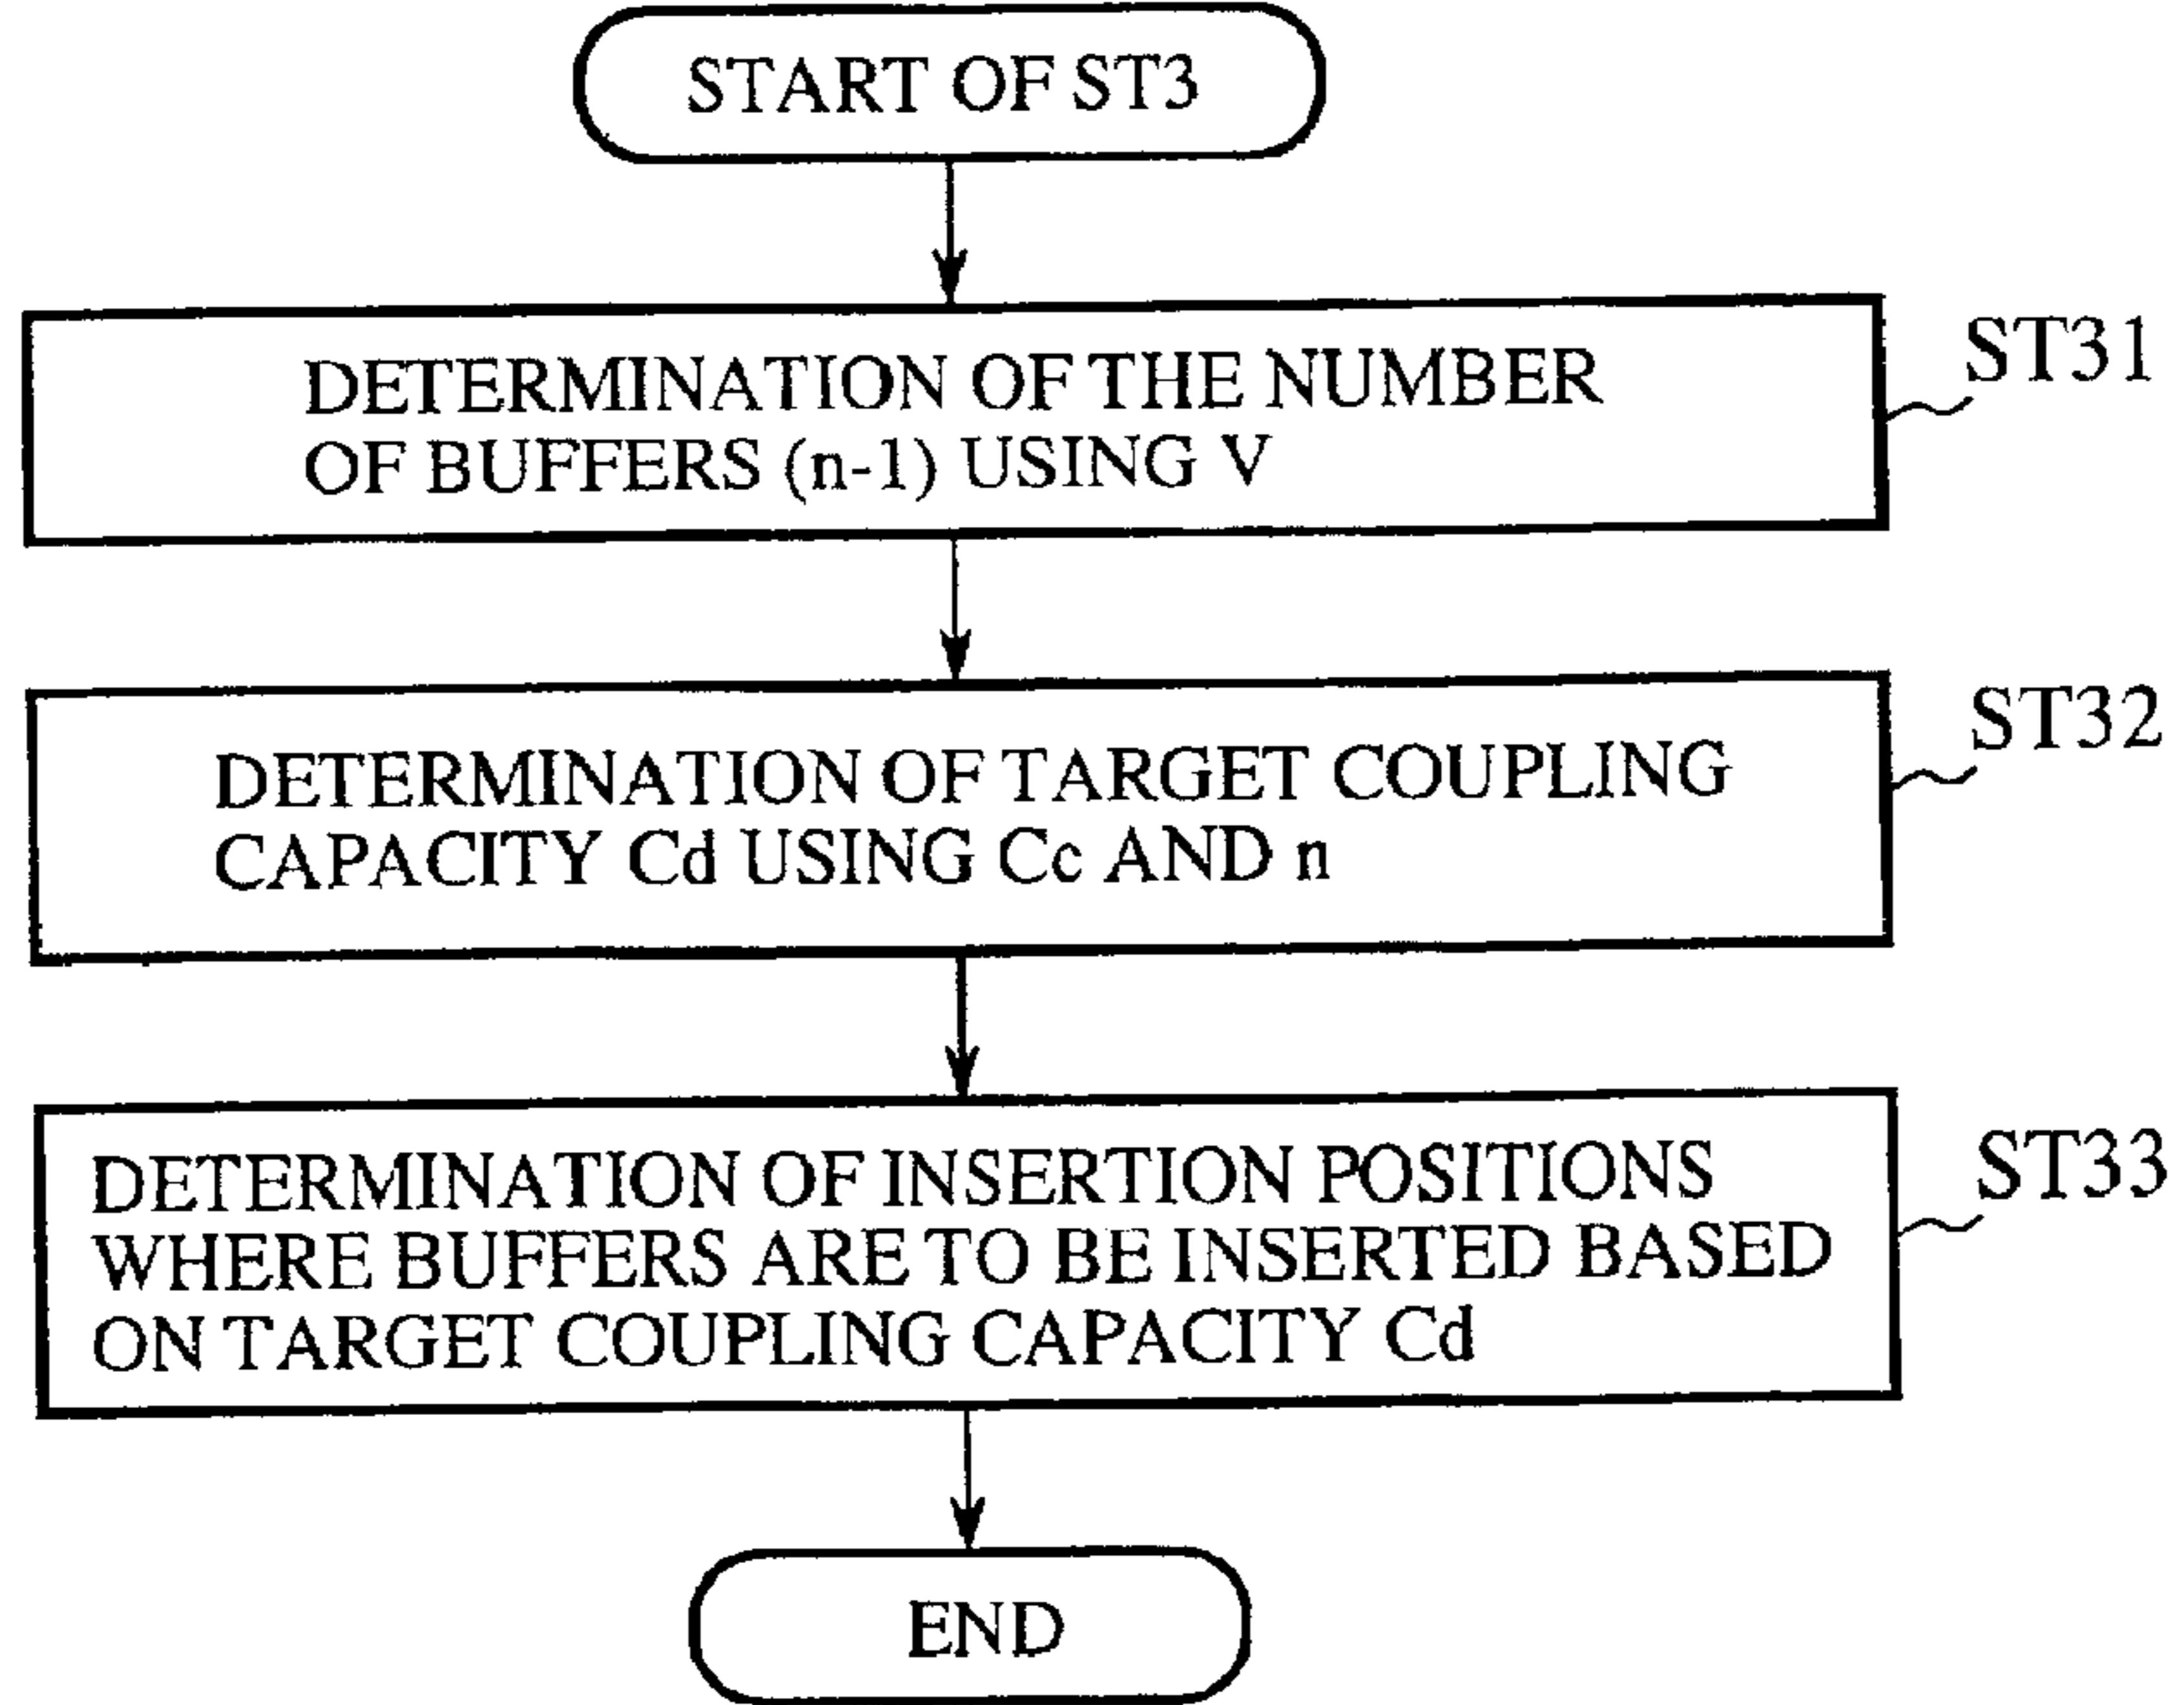 START OF ST3
DETERMINATION OF THE NUMBER
OF BUFFERS (n-1) USING V
ST31
DETERMINATION OF TARGET COUPLING
CAPACITY Cd USING Cc AND n
ST32
DETERMINATION OF INSERTION POSITIONS
WHERE BUFFERS ARE TO BE INSERTED BASED
ON TARGET COUPLING CAPACITY Cd
ST33
END